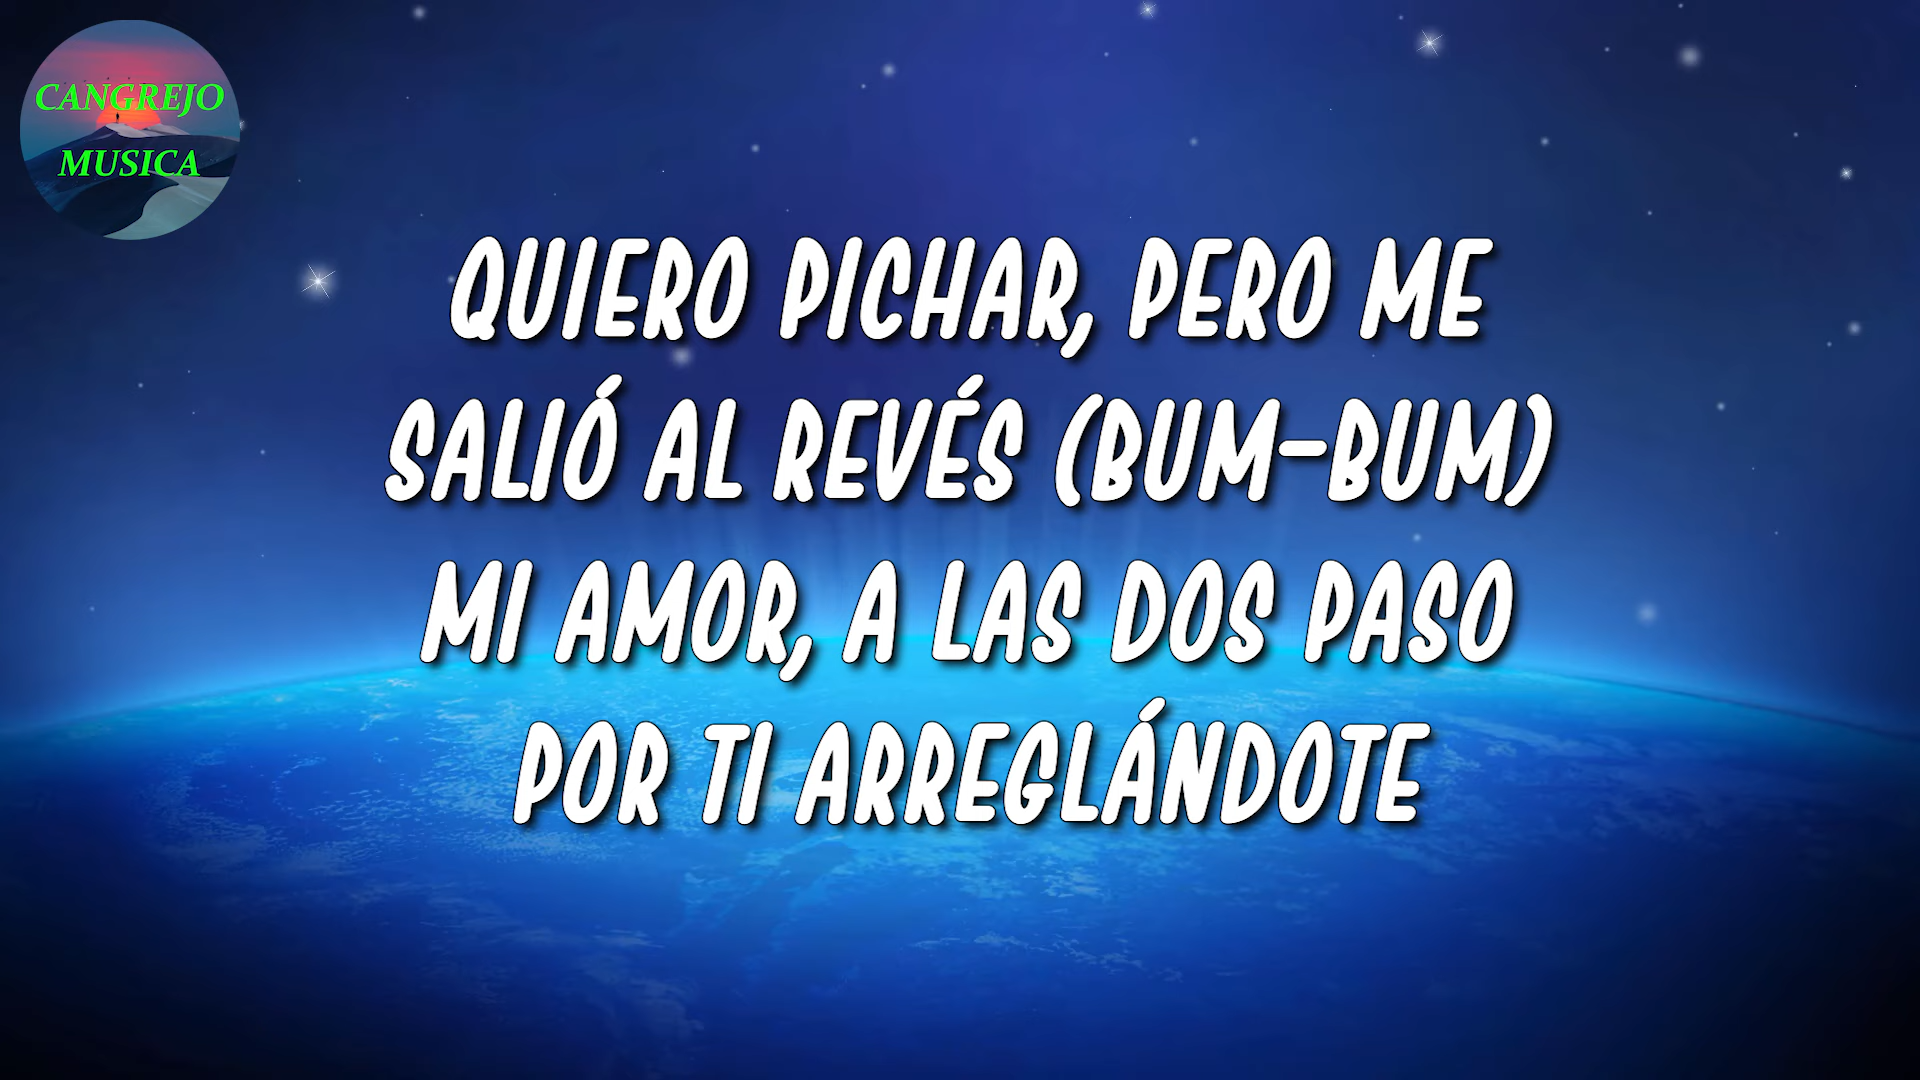 CANGREJO
MUSICA
QUIERO PICHAR, PERO ME
SALIÓ AL REVÉS (BUM-BUM)
MI AMOR, A LAS DOS PASO
POR TI ARREGLÁNDOTE